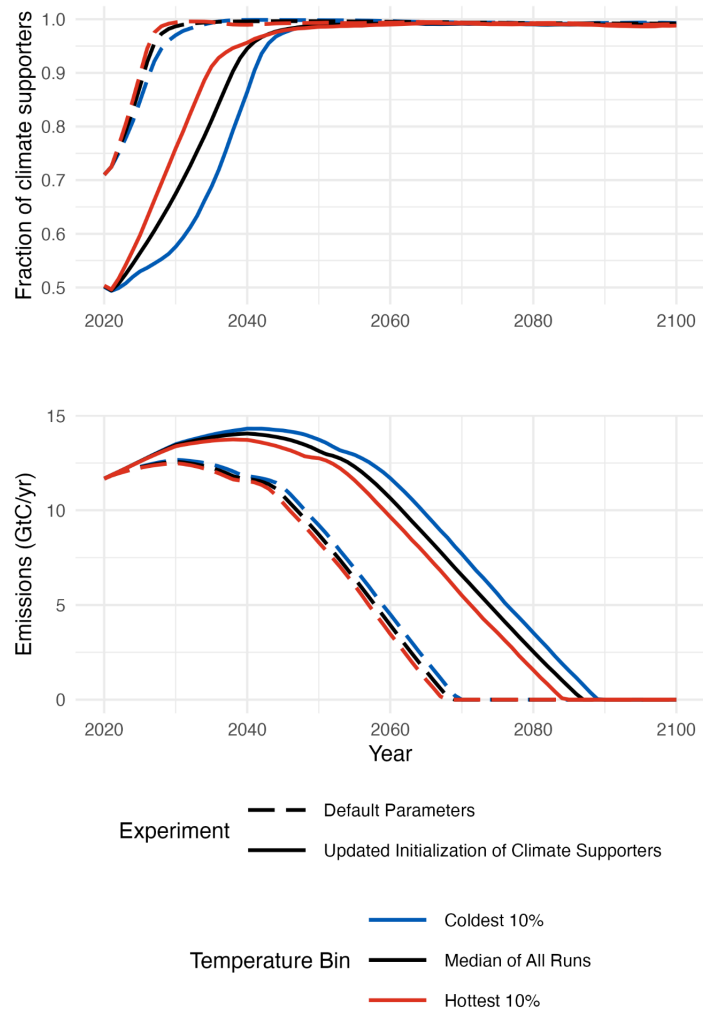 Fraction of climate supporters
1.0
0.9
0.8
0.7
0.6
0.5
2020 2040 2060 2080 2100
Emissions (GtC/yr)
15
10
5
0
2020 2040 2060 2080 2100
Year
Experiment
Default Parameters
Updated Initialization of Climate Supporters
Temperature Bin
Coldest 10%
Median of All Runs
Hottest 10%